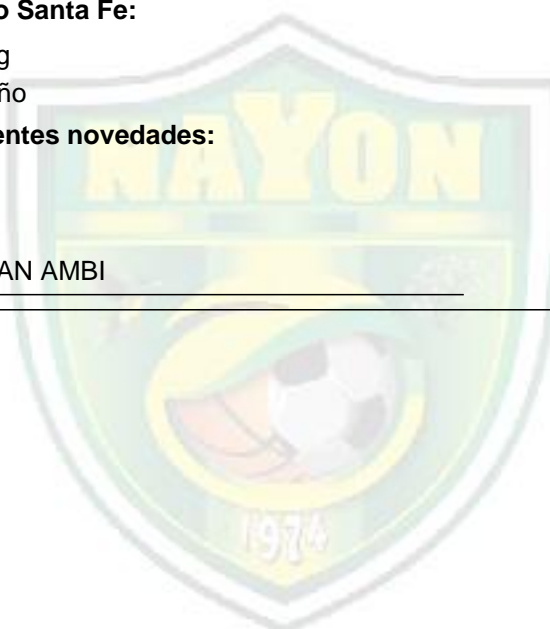 o Santa Fe:
g
ño
entes novedades:
NAYON
AN AMBI
1974